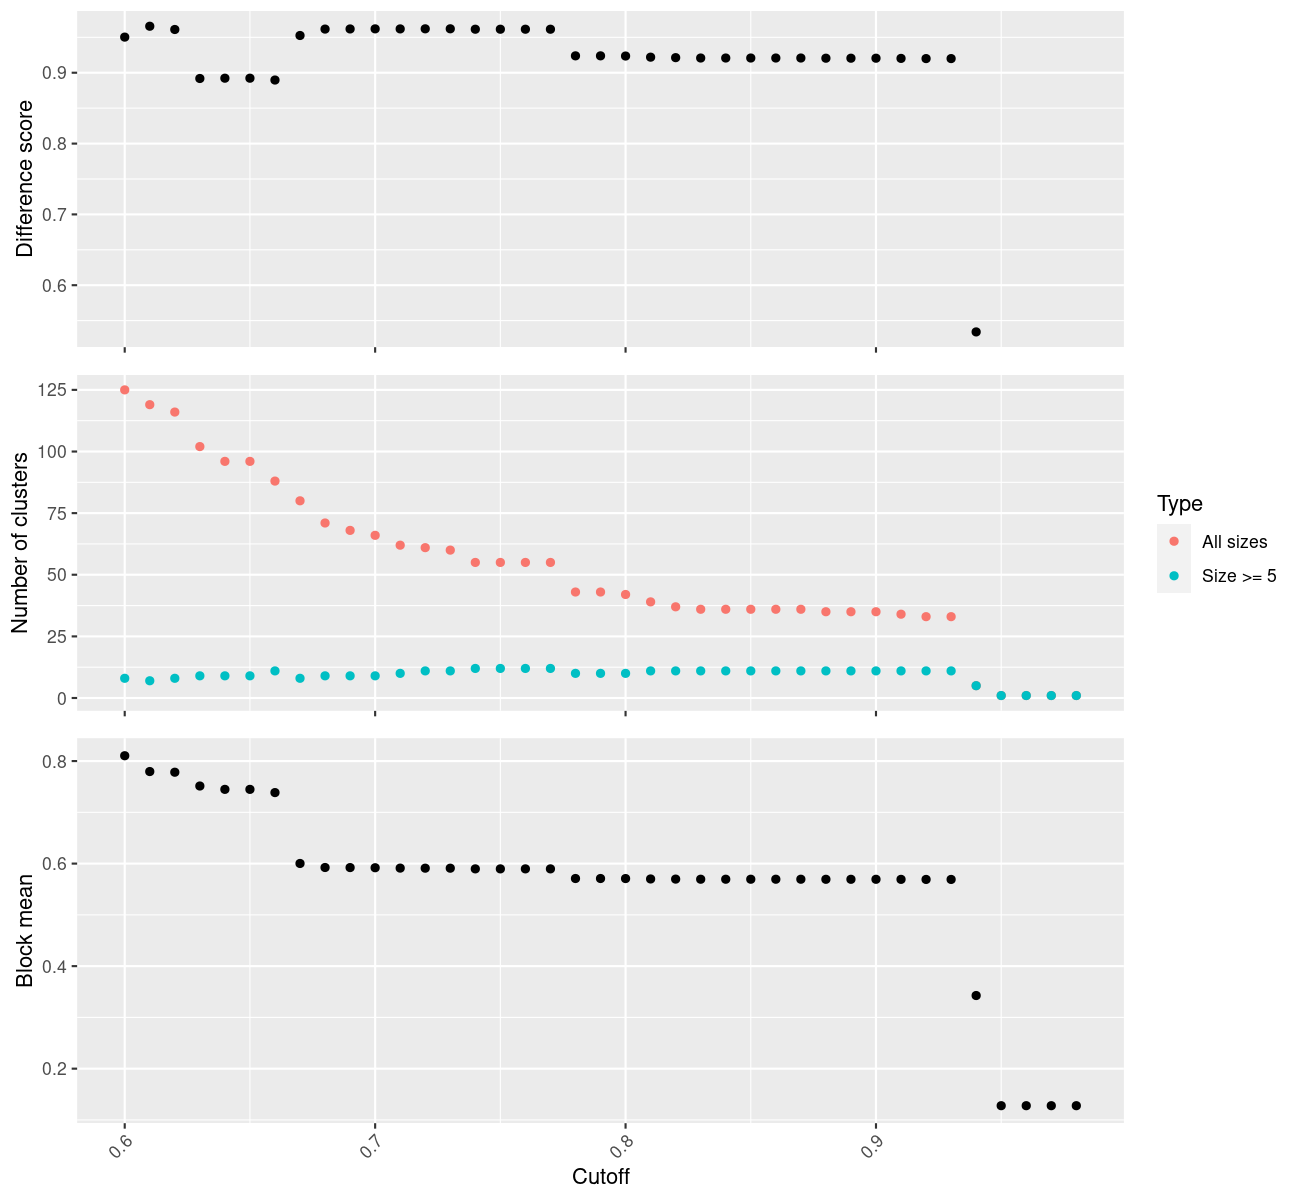 Difference score
0.9
0.8
0.7
0.6
Number of clusters
125
100
75
50
25
0
Type
All sizes
Size >= 5
Block mean
0.8
0.6
0.4
0.2
0.6
0.7
0.8
0.9
Cutoff